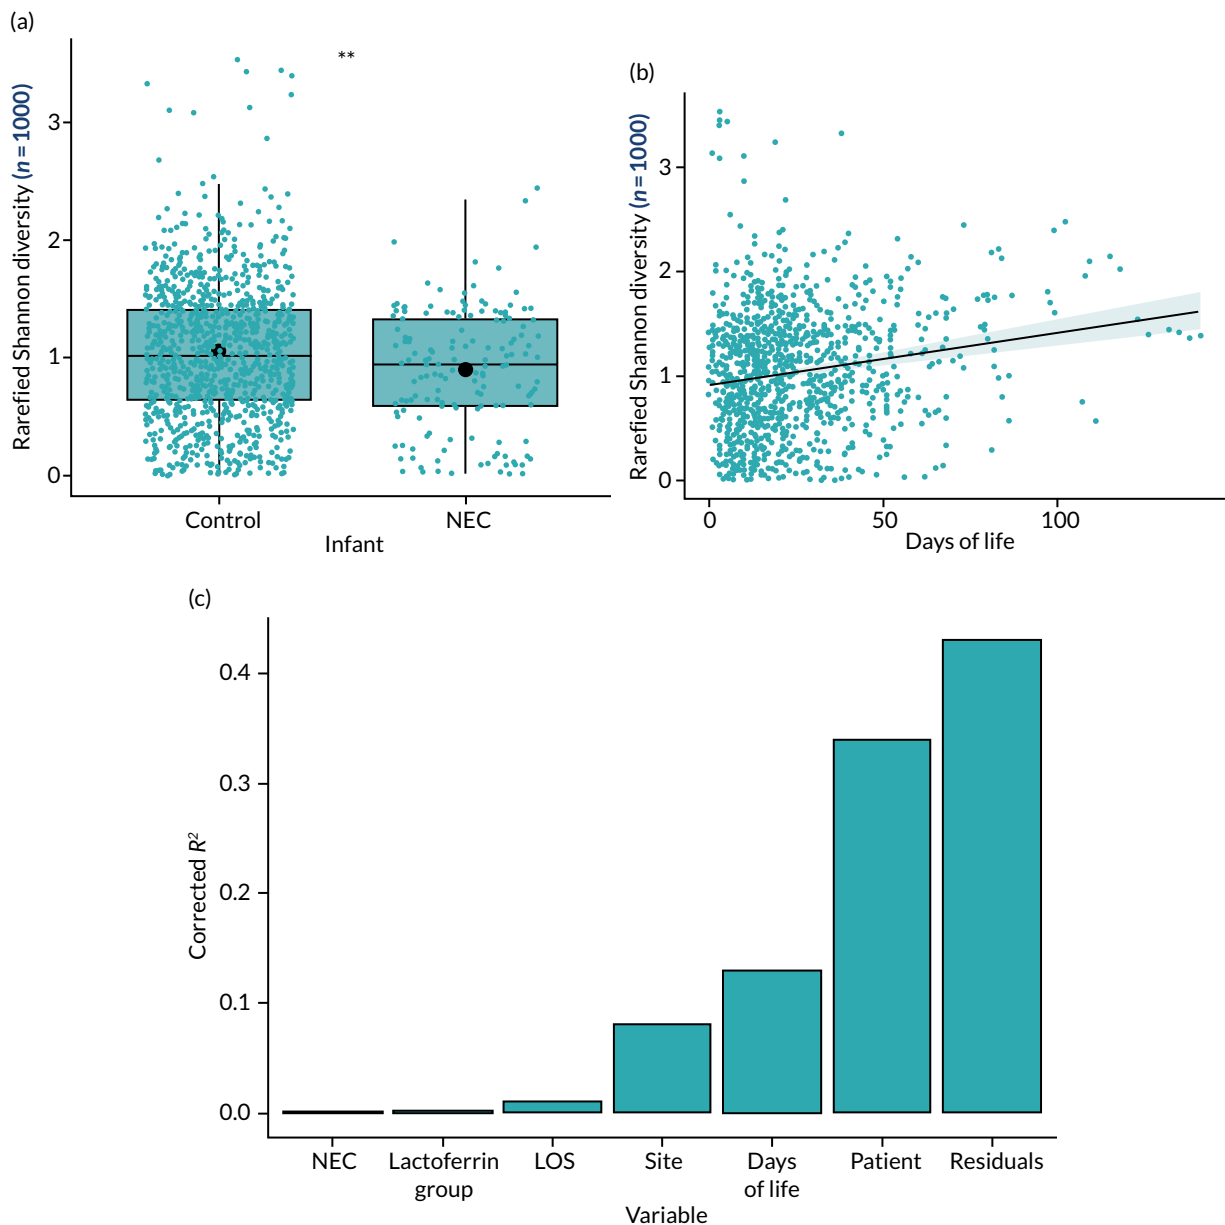 (a)
**
Rarefied Shannon diversity (n = 1000)
3
2
1
0
Control
NEC
Infant
(b)
Rarefied Shannon diversity (n = 1000)
3
2
1
0
0
50
100
Days of life
(c)
Corrected R²
0.4
0.3
0.2
0.1
0.0
NEC
Lactoferrin
group
LOS
Site
Days
of life
Patient
Residuals
Variable